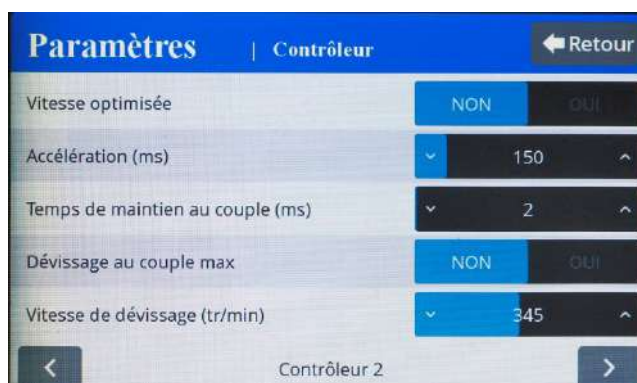 Paramètres | Contrôleur Retour
Vitesse optimisée NON OUI
Accélération (ms) 150
Temps de maintien au couple (ms) 2
Dévissage au couple max NON OUI
Vitesse de dévissage (tr/min) 345
Contrôleur 2